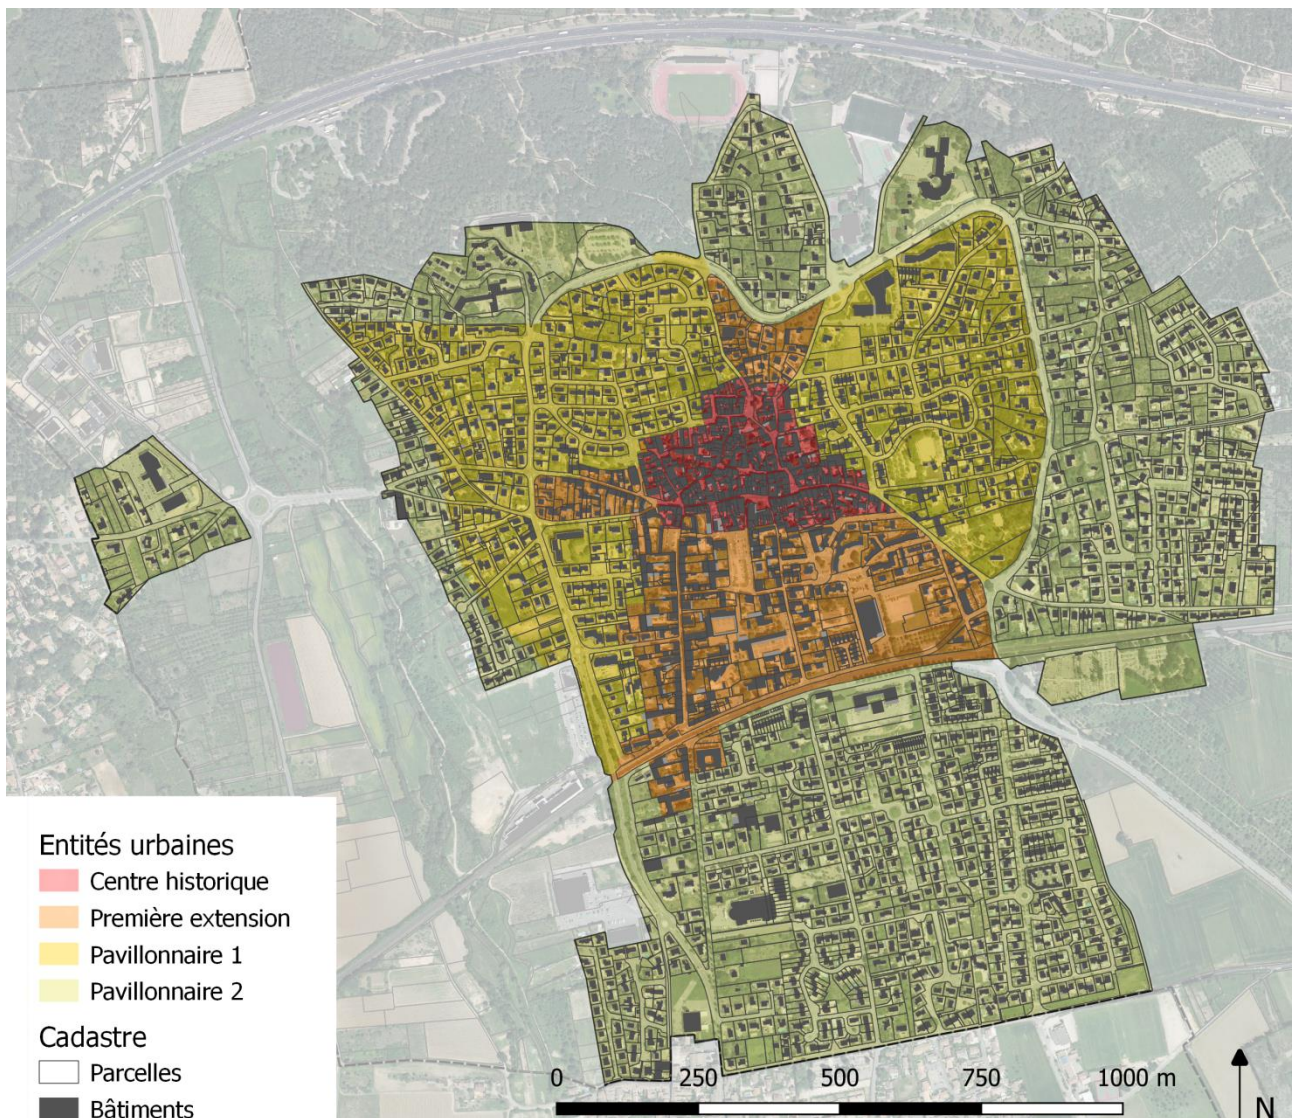 Entités urbaines
Centre historique
Première extension
Pavillonnaire 1
Pavillonnaire 2
Cadastre
Parcelles
Bâtiments
0 250 500 750 1000 m
N